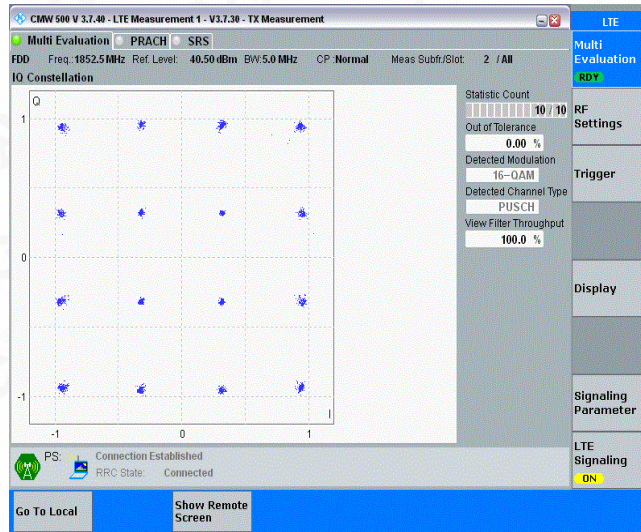 CMW 500 V 3.7.40 - LTE Measurement 1 - V3.7.30 - TX Measurement
LTE
Multi Evaluation PRACH SRS
FDD Freq.:1852.5 MHz Ref. Level: 40.50 dBm BW:5.0 MHz CP :Normal Meas Subfr./Slot: 2 / All
IQ Constellation
Q
1
0
-1
-1 0 1
I
Statistic Count
10 / 10
Out of Tolerance
0.00 %
Detected Modulation
16-QAM
Detected Channel Type
PUSCH
View Filter Throughput
100.0 %
Multi
Evaluation
RDY
RF
Settings
Trigger
Display
Signaling
Parameter
LTE
Signaling
ON
PS: Connection Established
RRC State: Connected
Go To Local
Show Remote
Screen